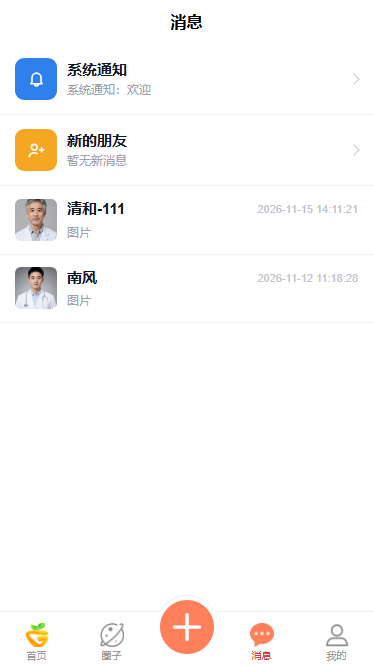 消息
系统通知
系统通知：欢迎
新的朋友
暂无新消息
清和-111
2026-11-15 14:11:21
图片
南风
2026-11-12 11:18:28
图片
首页
圈子
消息
我的